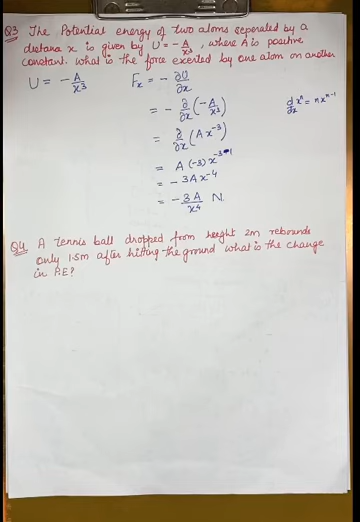 Q3 The Potential energy of two atoms seperated by a
distana x is given by U = -A/x³, where A is positive
constant. what is the force exerted by one atom on another
U = -A/x³ Fx = -∂U/∂x
= -∂/∂x (-A/x³) d/dx xⁿ = n xⁿ⁻¹
= ∂/∂x (Ax⁻³)
= A (-3) x⁻³⁻¹
= -3Ax⁻⁴
= -3A/x⁴ N.
Q4 A tennis ball dropped from height 2m rebounds
only 1.5m after hitting the ground what is the change
in P.E?